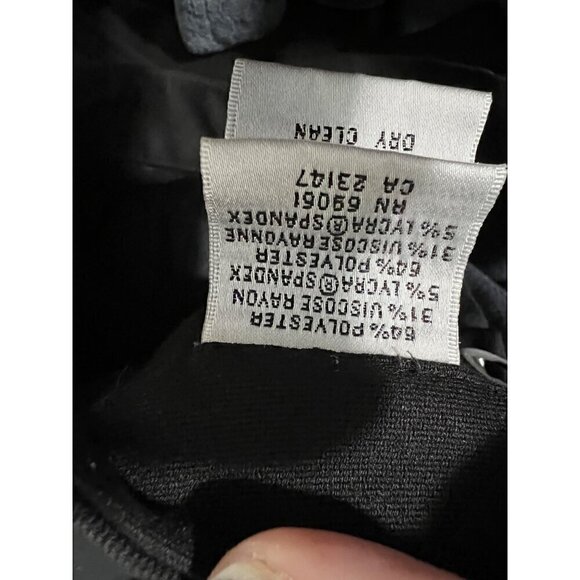 64% POLYESTER
31% VISCOSE RAYON
5% LYCRA® SPANDEX
64% POLYESTER
31% VISCOSE RAYONNE
5% LYCRA® SPANDEX
RN 69061
CA 23147
DRY CLEAN